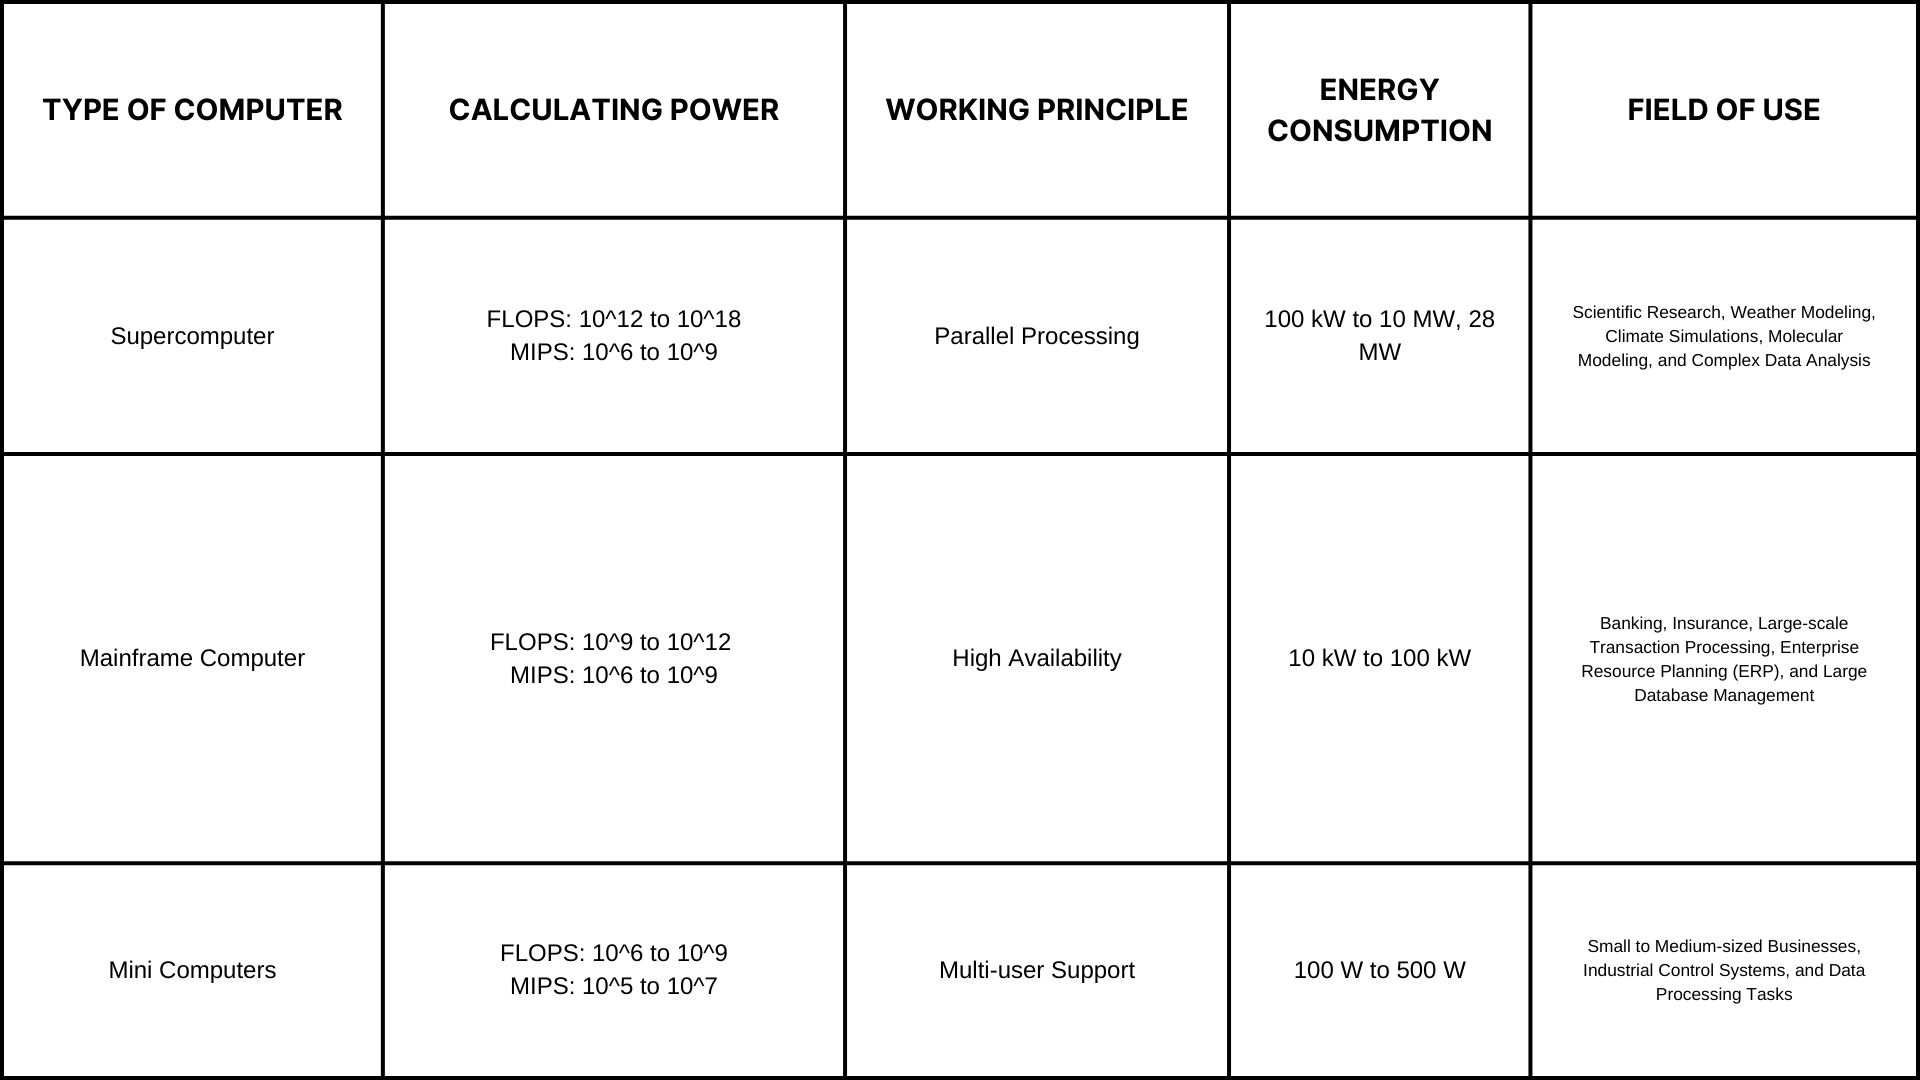 TYPE OF COMPUTER
CALCULATING POWER
WORKING PRINCIPLE
ENERGY
CONSUMPTION
FIELD OF USE
Supercomputer
FLOPS: 10^12 to 10^18
MIPS: 10^6 to 10^9
Parallel Processing
100 kW to 10 MW, 28
MW
Scientific Research, Weather Modeling,
Climate Simulations, Molecular
Modeling, and Complex Data Analysis
Mainframe Computer
FLOPS: 10^9 to 10^12
MIPS: 10^6 to 10^9
High Availability
10 kW to 100 kW
Banking, Insurance, Large-scale
Transaction Processing, Enterprise
Resource Planning (ERP), and Large
Database Management
Mini Computers
FLOPS: 10^6 to 10^9
MIPS: 10^5 to 10^7
Multi-user Support
100 W to 500 W
Small to Medium-sized Businesses,
Industrial Control Systems, and Data
Processing Tasks